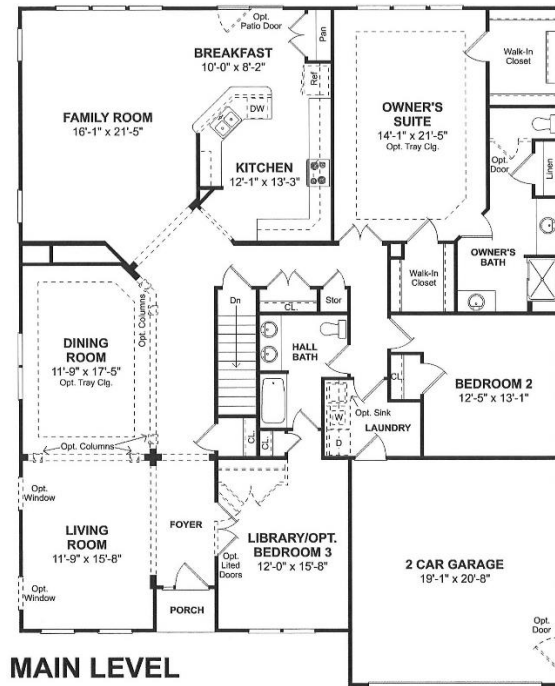 Opt.
Patio Door
Pan
BREAKFAST
10'-0" x 8'-2"
Ref
Walk-In
Closet
FAMILY ROOM
16'-1" x 21'-5"
DW
OWNER'S
SUITE
14'-1" x 21'-5"
Opt. Tray Clg.
KITCHEN
12'-1" x 13'-3"
Opt.
Door
Linen
OWNER'S
BATH
Walk-In
Closet
Opt. Columns
Dn
CL.
Stor
DINING
ROOM
11'-9" x 17'-5"
Opt. Tray Clg.
HALL
BATH
CL
BEDROOM 2
12'-5" x 13'-1"
Opt. Sink
W
D
LAUNDRY
Opt. Columns
CL.
CL.
Opt.
Window
LIVING
ROOM
11'-9" x 15'-8"
FOYER
LIBRARY/OPT.
BEDROOM 3
12'-0" x 15'-8"
Opt.
Lited
Doors
2 CAR GARAGE
19'-1" x 20'-8"
Opt.
Window
PORCH
Opt.
Door
MAIN LEVEL